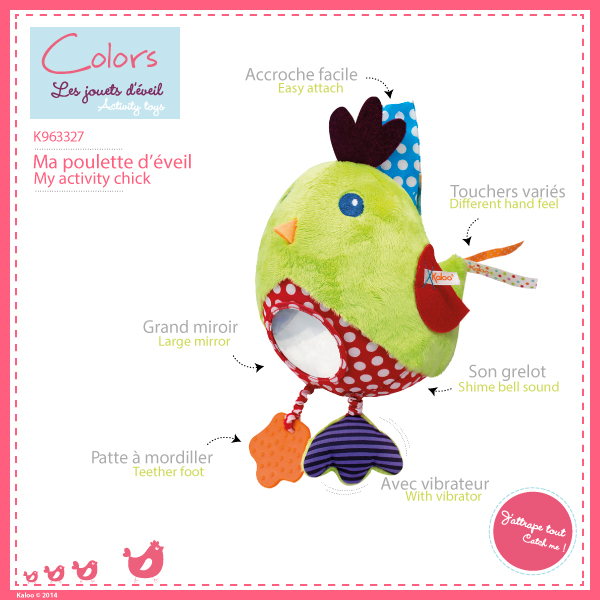 Colors
Les jouets d'éveil
Activity toys
K963327
Ma poulette d'éveil
My activity chick
Accroche facile
Easy attach
Touchers variés
Different hand feel
Kaloo
Grand miroir
Large mirror
Son grelot
Shime bell sound
Patte à mordiller
Teether foot
Avec vibrateur
With vibrator
J'attrape tout
Catch me !
Kaloo © 2014